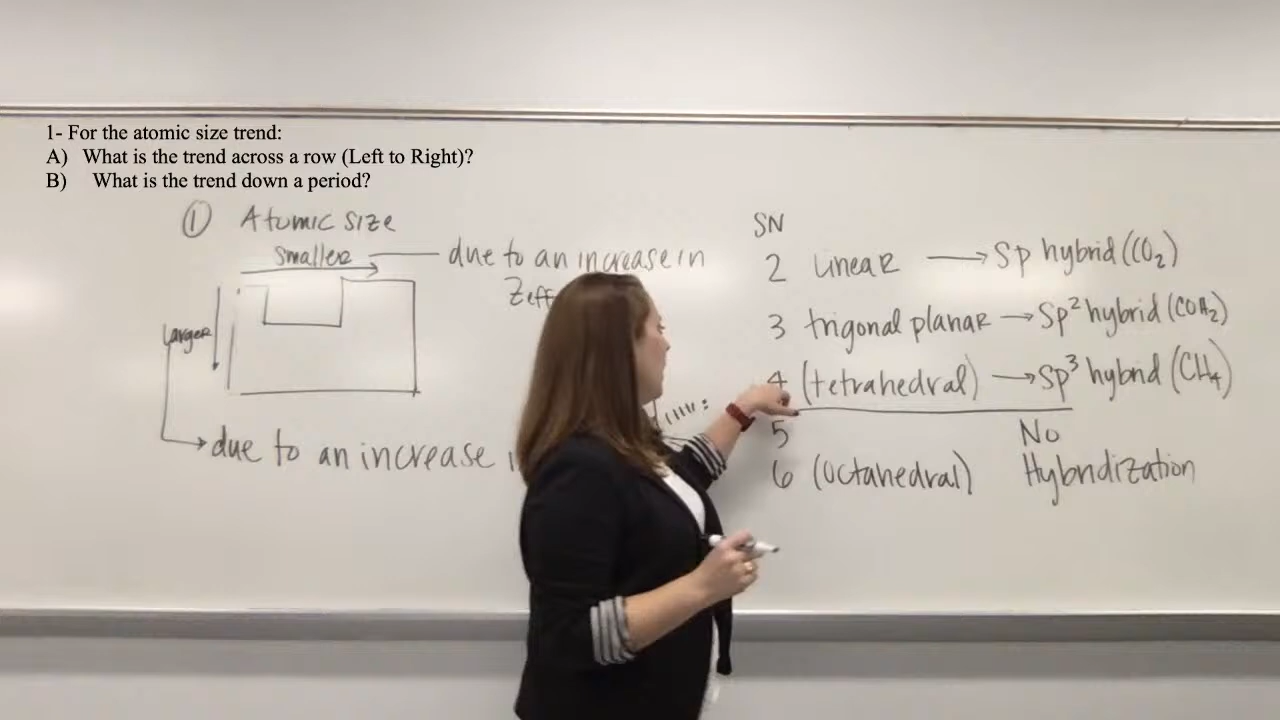 1- For the atomic size trend:
A) What is the trend across a row (Left to Right)?
B) What is the trend down a period?
① Atomic size
smaller
due to an increase in
Zeff
larger
due to an increase
SN
2 linear → sp hybrid (CO₂)
3 trigonal planar → sp² hybrid (COH₂)
4 (tetrahedral) → sp³ hybrid (CH₄)
5 No
6 (octahedral) Hybridization